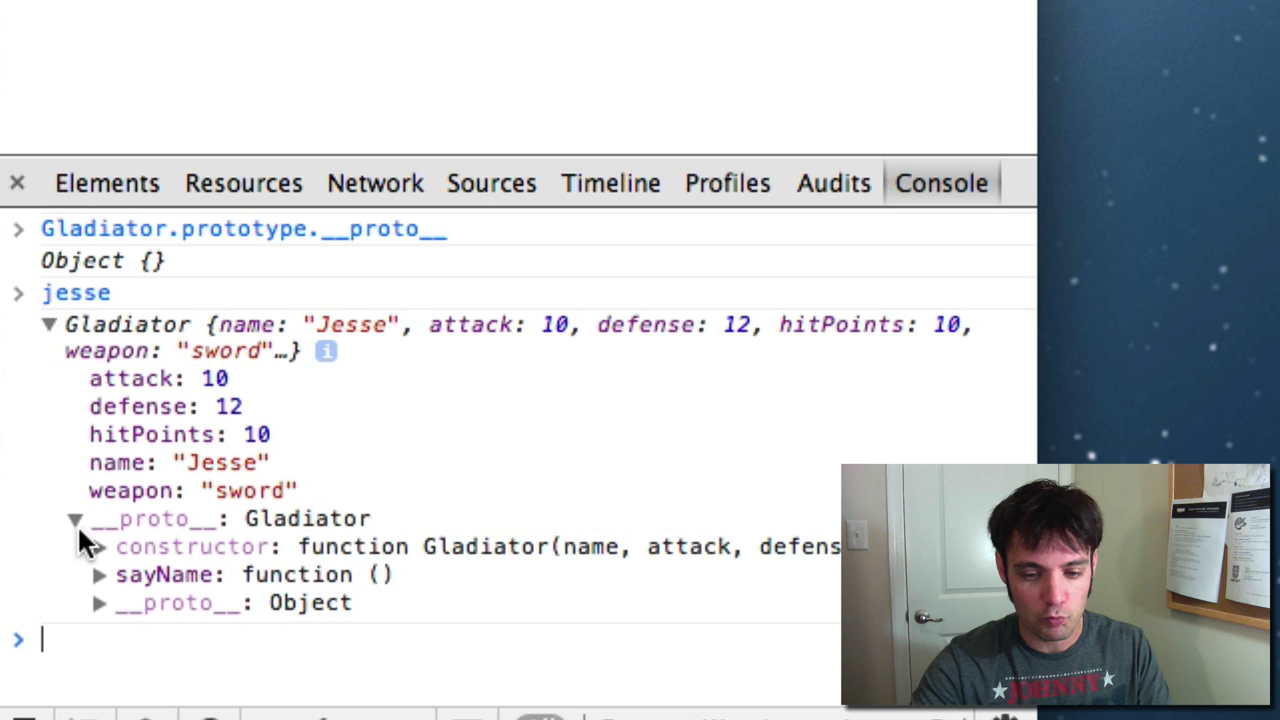 Elements Resources Network Sources Timeline Profiles Audits Console
Gladiator.prototype.__proto__
Object {}
jesse
Gladiator {name: "Jesse", attack: 10, defense: 12, hitPoints: 10,
weapon: "sword"…}
attack: 10
defense: 12
hitPoints: 10
name: "Jesse"
weapon: "sword"
__proto__: Gladiator
constructor: function Gladiator(name, attack, defens
sayName: function ()
__proto__: Object
JOHNNY